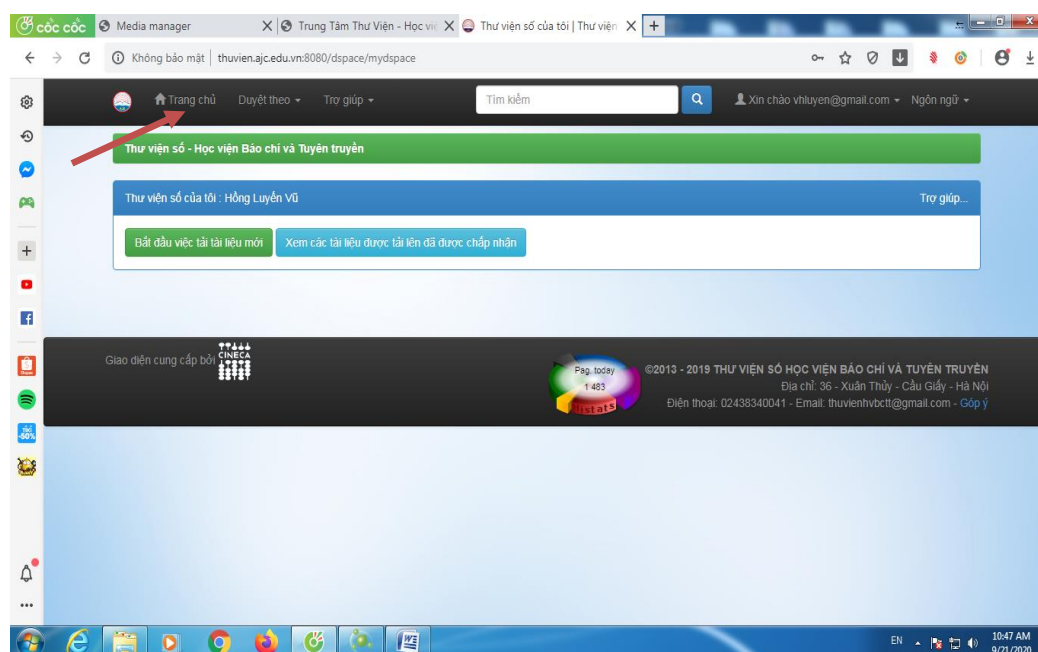 cốc cốc
Media manager
Trung Tâm Thư Viện - Học việ
Thư viện số của tôi | Thư viện
Không bảo mật | thuvien.ajc.edu.vn:8080/dspace/mydspace
Trang chủ Duyệt theo Trợ giúp Tìm kiếm Xin chào vhluyen@gmail.com Ngôn ngữ
Thư viện số - Học viện Báo chí và Tuyên truyền
Thư viện số của tôi : Hồng Luyến Vũ Trợ giúp...
Bắt đầu việc tải tài liệu mới Xem các tài liệu được tải lên đã được chấp nhận
Giao diện cung cấp bởi CINECA
Pag. today
1 483
istats
©2013 - 2019 THƯ VIỆN SỐ HỌC VIỆN BÁO CHÍ VÀ TUYÊN TRUYỀN
Địa chỉ: 36 - Xuân Thủy - Cầu Giấy - Hà Nội
Điện thoại: 02438340041 - Email: thuvienhvbctt@gmail.com - Góp ý
-50%
EN
10:47 AM
9/21/2020